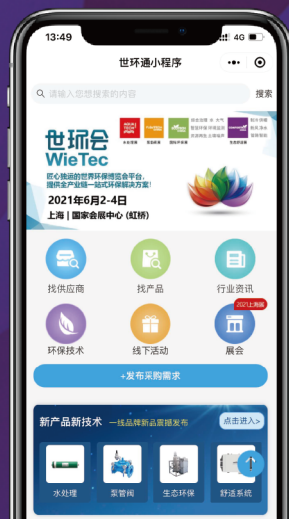 13:49
4G
世环通小程序
请输入您想搜索的内容
搜索
世环会
WieTec
匠心独运的世界环保博览会平台，
提供全产业链一站式环保解决方案!
2021年6月2-4日
上海 | 国家会展中心 (虹桥)
找供应商
找产品
行业资讯
2021上海展
环保技术
线下活动
展会
+发布采购需求
新产品新技术
一线品牌新品震撼发布
点击进入>
水处理
泵管阀
生态环保
舒适系统